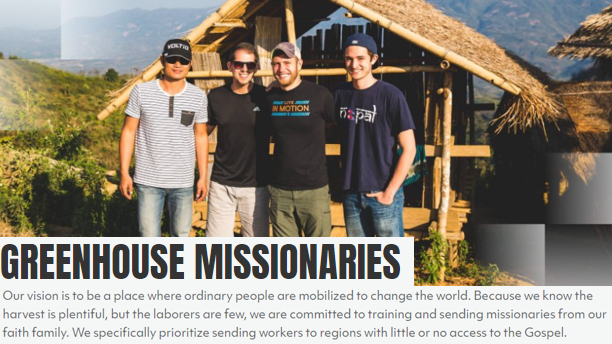 VOLTIO
LIVE
IN MOTION
nepal
GREENHOUSE MISSIONARIES
Our vision is to be a place where ordinary people are mobilized to change the world. Because we know the
harvest is plentiful, but the laborers are few, we are committed to training and sending missionaries from our
faith family. We specifically prioritize sending workers to regions with little or no access to the Gospel.